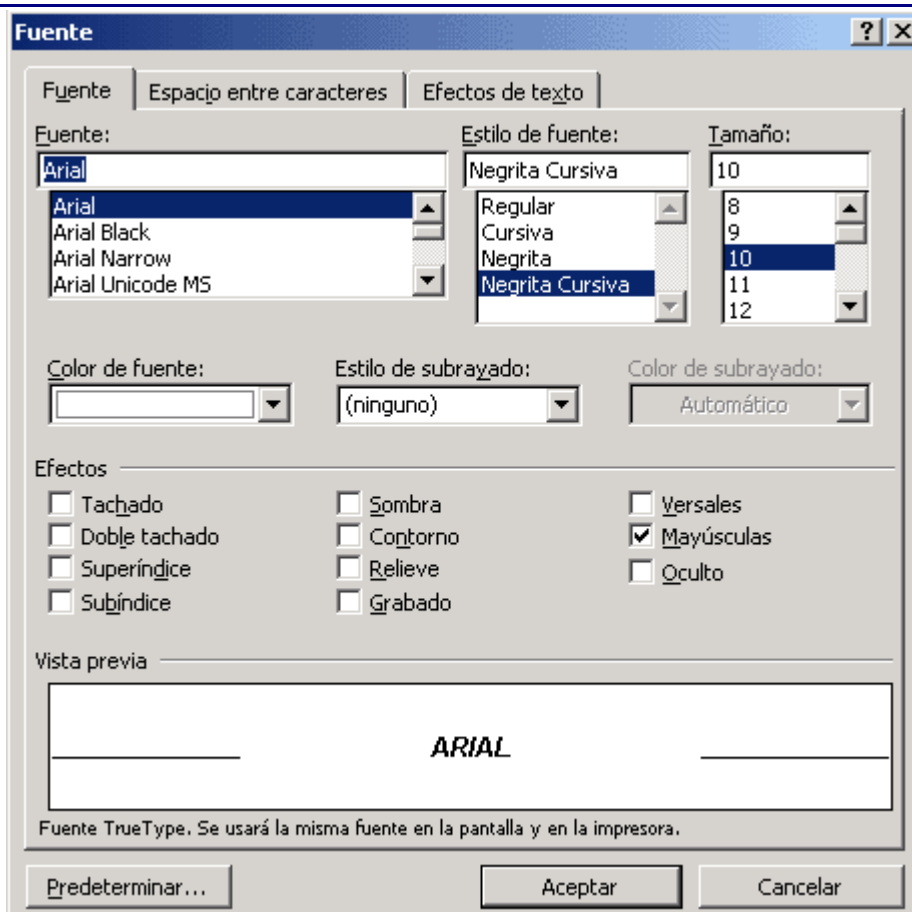 Fuente
Fuente Espacio entre caracteres Efectos de texto
Fuente: Estilo de fuente: Tamaño:
Arial Negrita Cursiva 10
Arial Regular 8
Arial Black Cursiva 9
Arial Narrow Negrita 10
Arial Unicode MS Negrita Cursiva 11
12
Color de fuente: Estilo de subrayado: Color de subrayado:
(ninguno) Automático
Efectos
Tachado Sombra Versales
Doble tachado Contorno Mayúsculas
Superíndice Relieve Oculto
Subíndice Grabado
Vista previa
ARIAL
Fuente TrueType. Se usará la misma fuente en la pantalla y en la impresora.
Predeterminar... Aceptar Cancelar